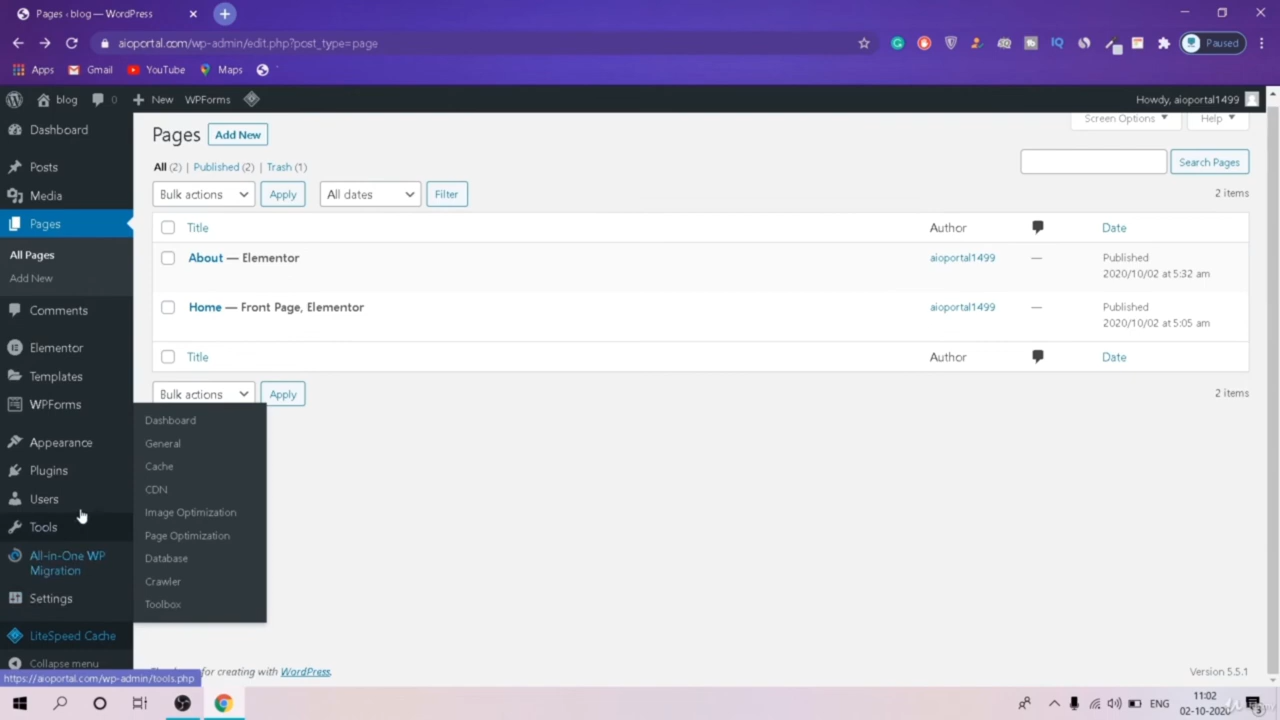 Pages ‹ blog — WordPress
aioportal.com/wp-admin/edit.php?post_type=page
Paused
Apps
Gmail
YouTube
Maps
blog
0
New
WPForms
Howdy, aioportal1499
Dashboard
Posts
Media
Pages
All Pages
Add New
Comments
Elementor
Templates
WPForms
Appearance
Plugins
Users
Tools
All-in-One WP
Migration
Settings
LiteSpeed Cache
Collapse menu
Dashboard
General
Cache
CDN
Image Optimization
Page Optimization
Database
Crawler
Toolbox
Pages
Add New
Screen Options
Help
All (2) | Published (2) | Trash (1)
Search Pages
Bulk actions
Apply
All dates
Filter
2 items
Title
Author
Date
About — Elementor
aioportal1499
—
Published
2020/10/02 at 5:32 am
Home — Front Page, Elementor
aioportal1499
—
Published
2020/10/02 at 5:05 am
Title
Author
Date
Bulk actions
Apply
2 items
for creating with WordPress.
Version 5.5.1
https://aioportal.com/wp-admin/tools.php
ENG
11:02
02-10-2020